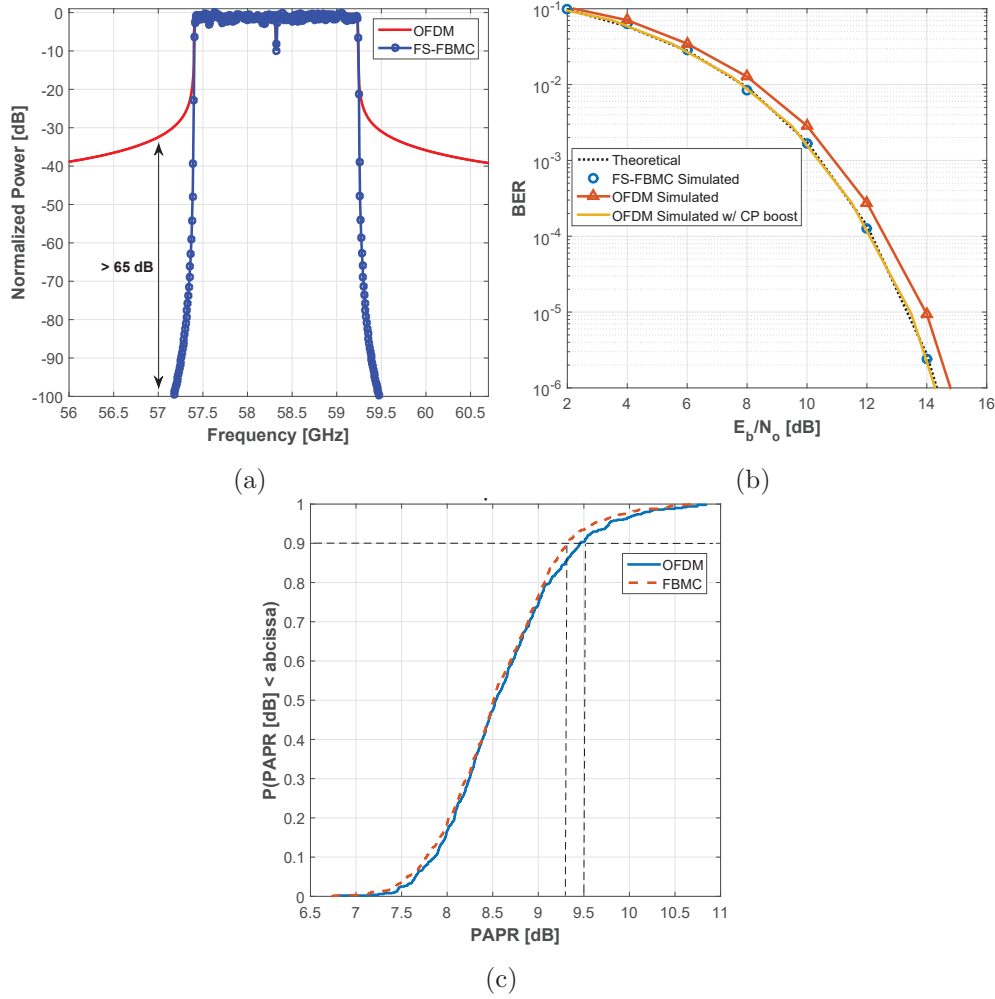 0
-10
-20
-30
-40
-50
-60
-70
-80
-90
-100
Normalized Power [dB]
OFDM
FS-FBMC
> 65 dB
56 56.5 57 57.5 58 58.5 59 59.5 60 60.5
Frequency [GHz]
(a)
10^-1
10^-2
10^-3
10^-4
10^-5
10^-6
BER
Theoretical
FS-FBMC Simulated
OFDM Simulated
OFDM Simulated w/ CP boost
2 4 6 8 10 12 14 16
E_b/N_o [dB]
(b)
1
0.9
0.8
0.7
0.6
0.5
0.4
0.3
0.2
0.1
0
P(PAPR [dB] < abcissa)
OFDM
FBMC
6.5 7 7.5 8 8.5 9 9.5 10 10.5 11
PAPR [dB]
(c)